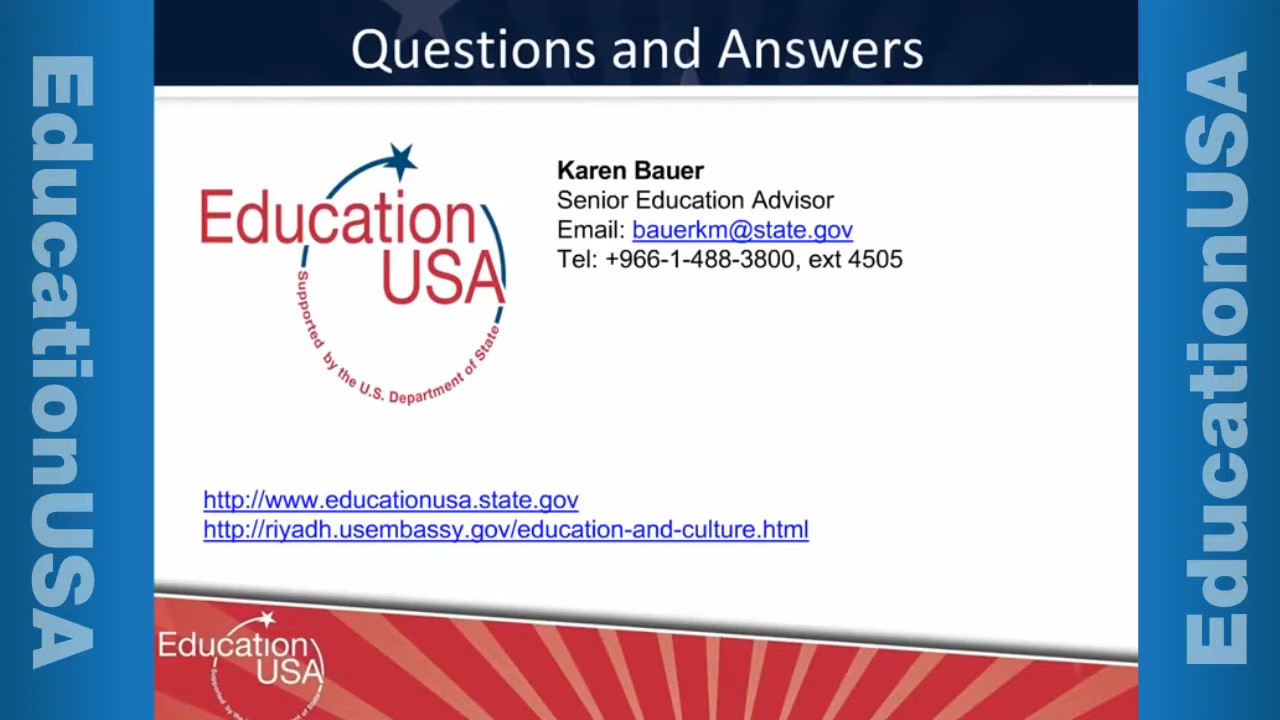 Questions and Answers
EducationUSA
EducationUSA
Education
USA
Supported by the U.S. Department of State
Karen Bauer
Senior Education Advisor
Email: bauerkm@state.gov
Tel: +966-1-488-3800, ext 4505
http://www.educationusa.state.gov
http://riyadh.usembassy.gov/education-and-culture.html
Education
USA